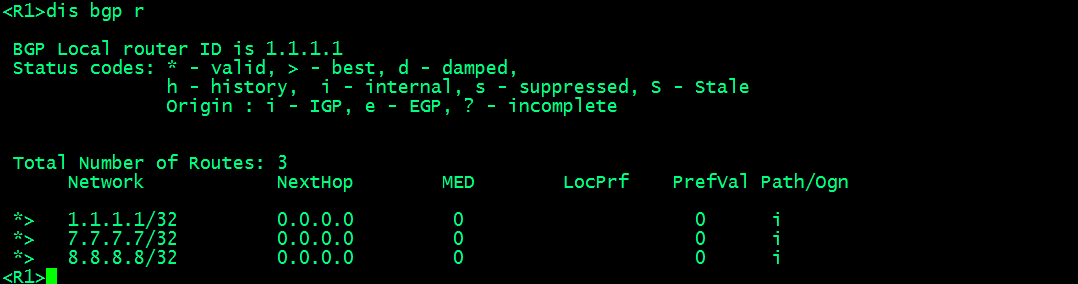 <R1>dis bgp r
BGP Local router ID is 1.1.1.1
Status codes: * - valid, > - best, d - damped,
h - history,  i - internal, s - suppressed, S - Stale
Origin : i - IGP, e - EGP, ? - incomplete
Total Number of Routes: 3
Network NextHop MED LocPrf PrefVal Path/Ogn
*> 1.1.1.1/32 0.0.0.0 0 0 i
*> 7.7.7.7/32 0.0.0.0 0 0 i
*> 8.8.8.8/32 0.0.0.0 0 0 i
<R1>